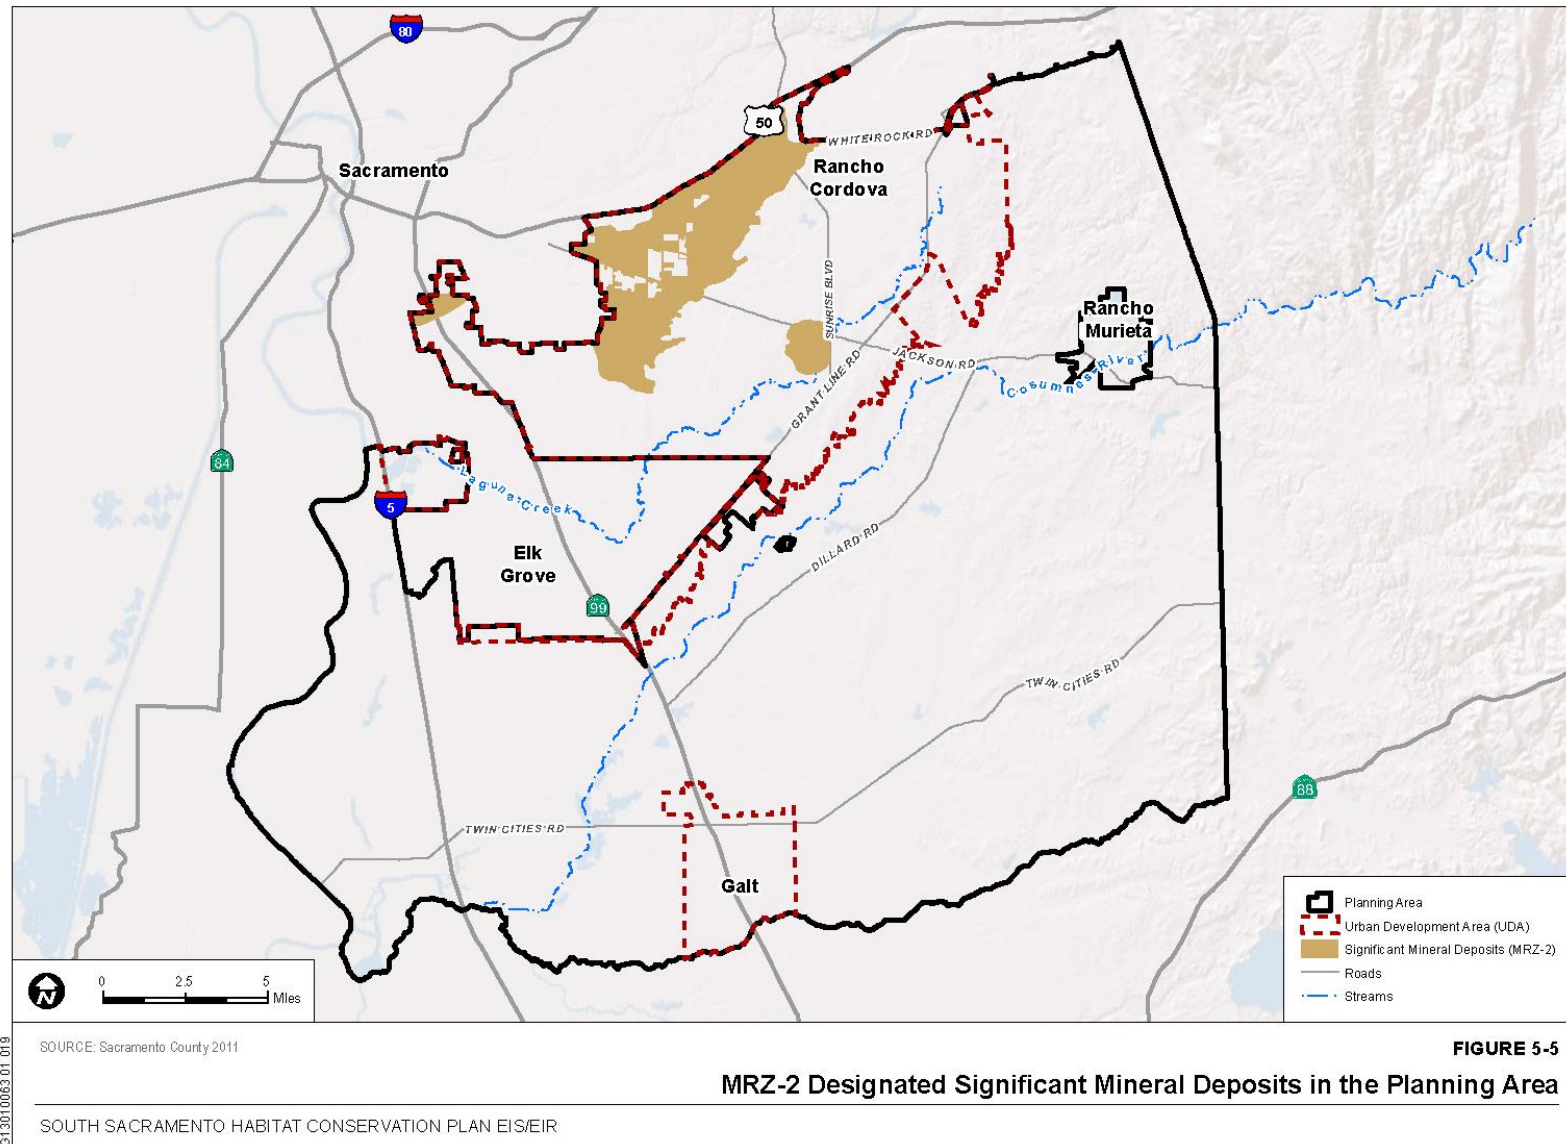 80
50
WHITE ROCK RD
Sacramento
Rancho
Cordova
SUNRISE BLVD
Rancho
Murieta
JACKSON RD
Cosumnes River
GRANT LINE RD
84
Laguna Creek
5
DILLARD RD
Elk
Grove
99
TWIN CITIES RD
88
TWIN CITIES RD
Galt
Planning Area
Urban Development Area (UDA)
Significant Mineral Deposits (MRZ-2)
Roads
Streams
N
0 2.5 5
Miles
313010063 01 019
SOURCE: Sacramento County 2011
FIGURE 5-5
MRZ-2 Designated Significant Mineral Deposits in the Planning Area
SOUTH SACRAMENTO HABITAT CONSERVATION PLAN EIS/EIR